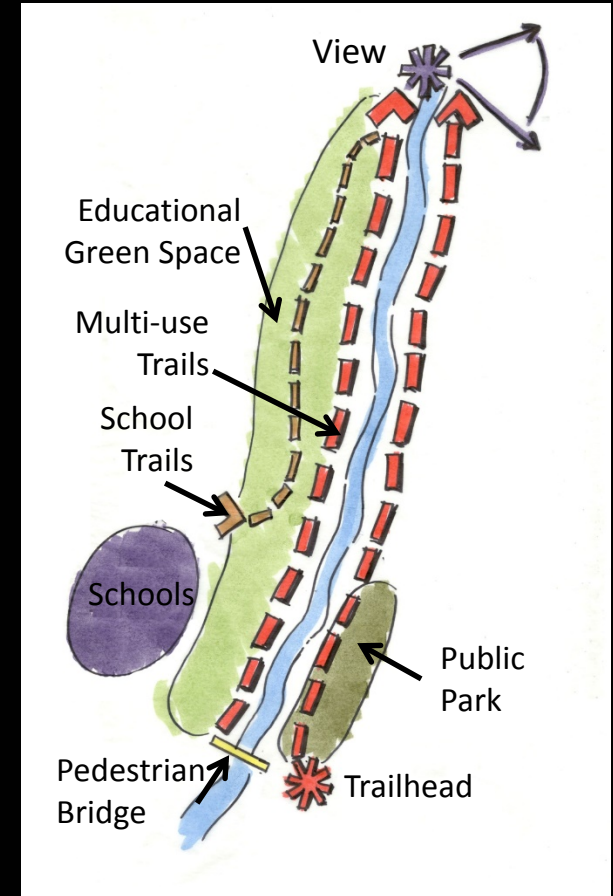 View
Educational
Green Space
Multi-use
Trails
School
Trails
Schools
Public
Park
Pedestrian
Bridge
Trailhead